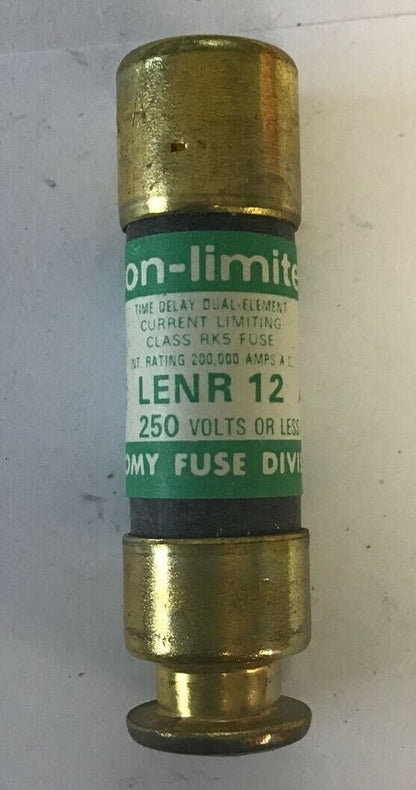 A
on-limite
TIME DELAY DUAL-ELEMENT
CURRENT LIMITING
CLASS RK5 FUSE
INT. RATING 200,000 AMPS A.C.
LENR 12
250 VOLTS OR LESS
OMY FUSE DIVIS